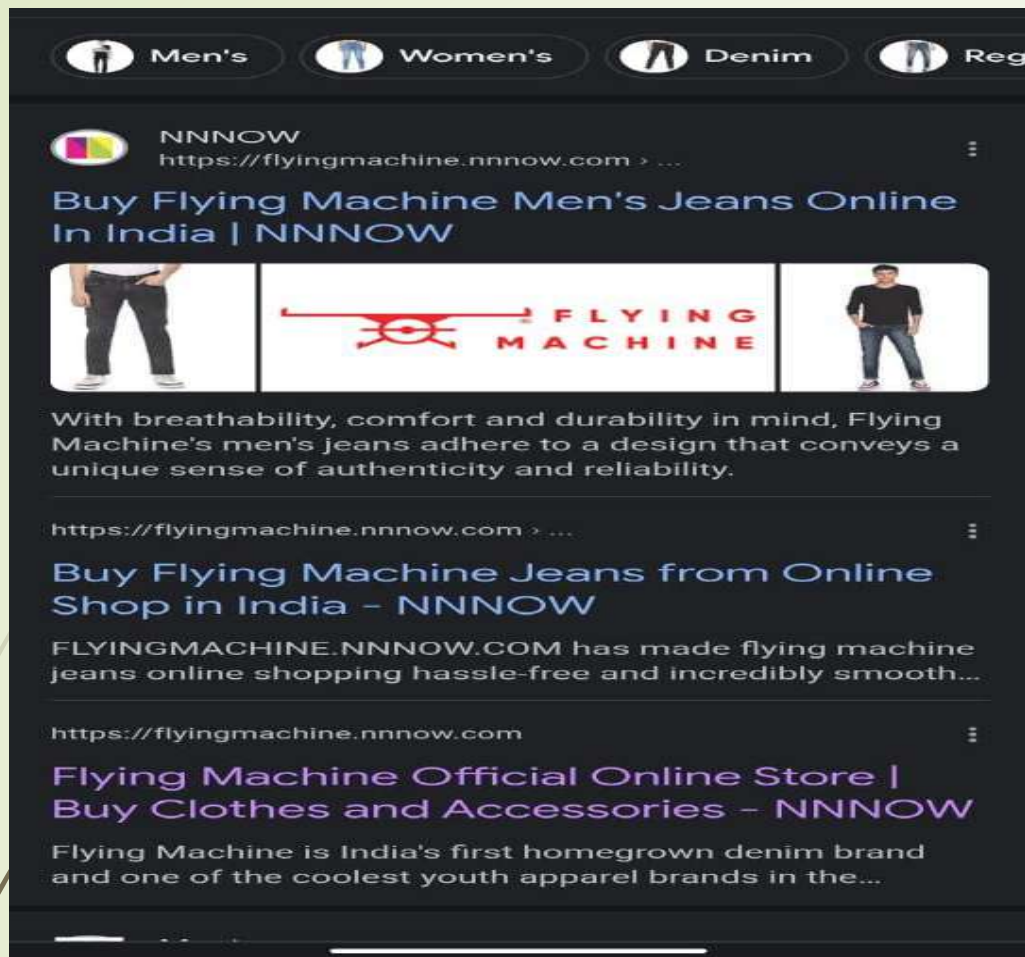 Men's
Women's
Denim
Reg
NNNOW
https://flyingmachine.nnnow.com › ...
Buy Flying Machine Men's Jeans Online
In India | NNNOW
FLYING
MACHINE
With breathability, comfort and durability in mind, Flying
Machine's men's jeans adhere to a design that conveys a
unique sense of authenticity and reliability.
https://flyingmachine.nnnow.com › ...
Buy Flying Machine Jeans from Online
Shop in India - NNNOW
FLYINGMACHINE.NNNOW.COM has made flying machine
jeans online shopping hassle-free and incredibly smooth...
https://flyingmachine.nnnow.com
Flying Machine Official Online Store |
Buy Clothes and Accessories - NNNOW
Flying Machine is India's first homegrown denim brand
and one of the coolest youth apparel brands in the...